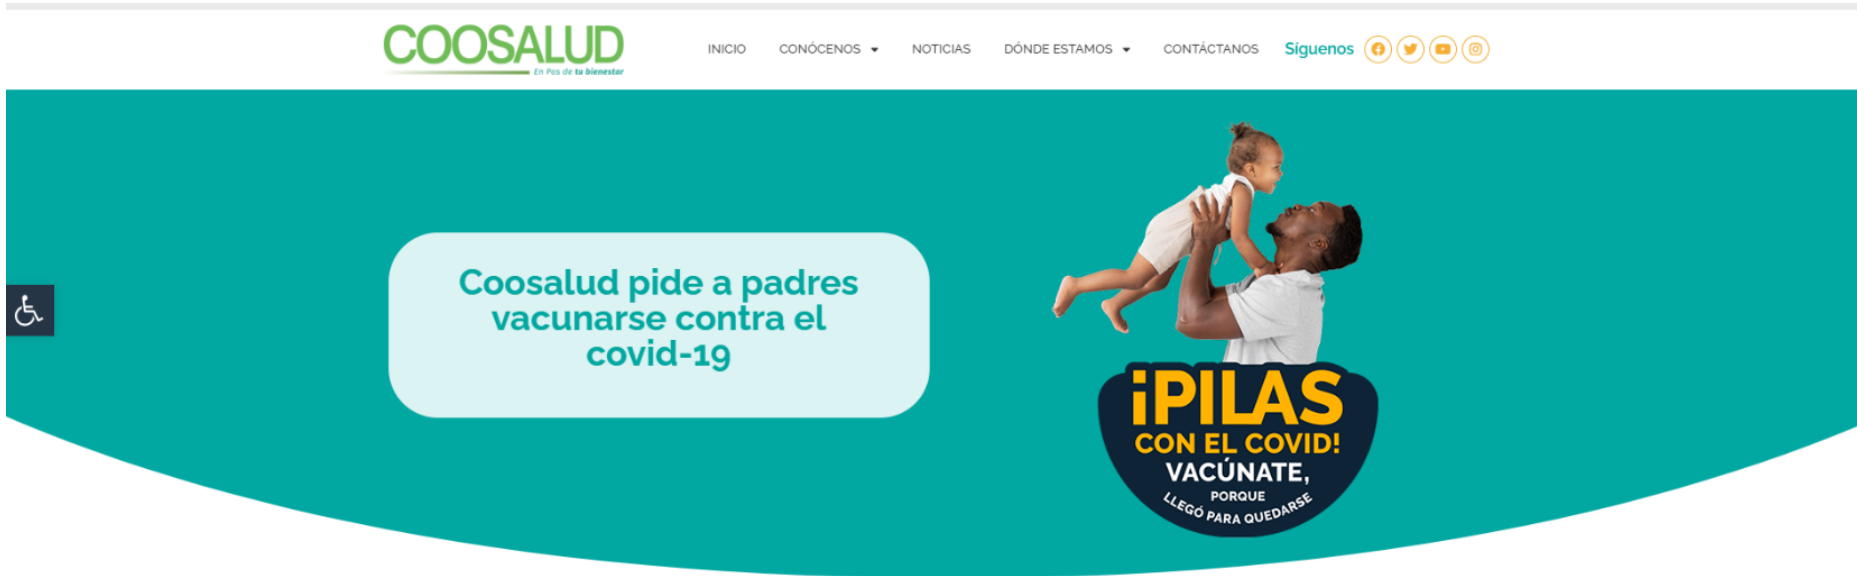 COOSALUD
En Pos de tu bienestar
INICIO
CONÓCENOS
NOTICIAS
DÓNDE ESTAMOS
CONTÁCTANOS
Síguenos
Coosalud pide a padres
vacunarse contra el
covid-19
¡PILAS
CON EL COVID!
VACÚNATE,
PORQUE
LLEGÓ PARA QUEDARSE